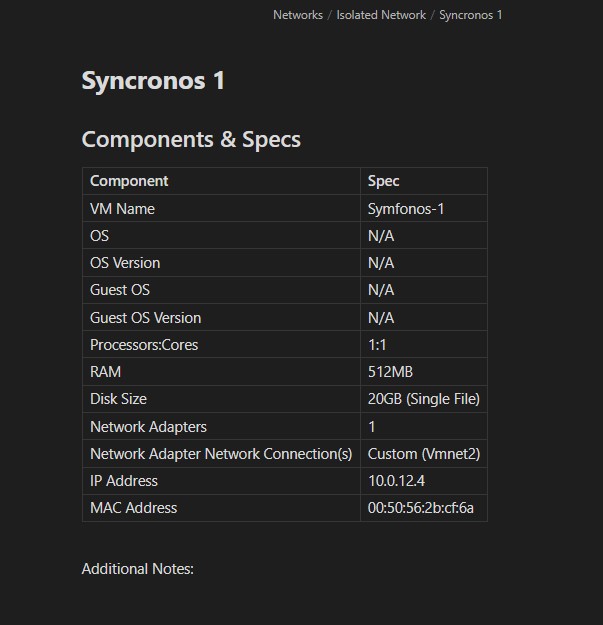 Networks / Isolated Network / Syncronos 1
Syncronos 1
Components & Specs
Component Spec
VM Name Symfonos-1
OS N/A
OS Version N/A
Guest OS N/A
Guest OS Version N/A
Processors:Cores 1:1
RAM 512MB
Disk Size 20GB (Single File)
Network Adapters 1
Network Adapter Network Connection(s) Custom (Vmnet2)
IP Address 10.0.12.4
MAC Address 00:50:56:2b:cf:6a
Additional Notes: